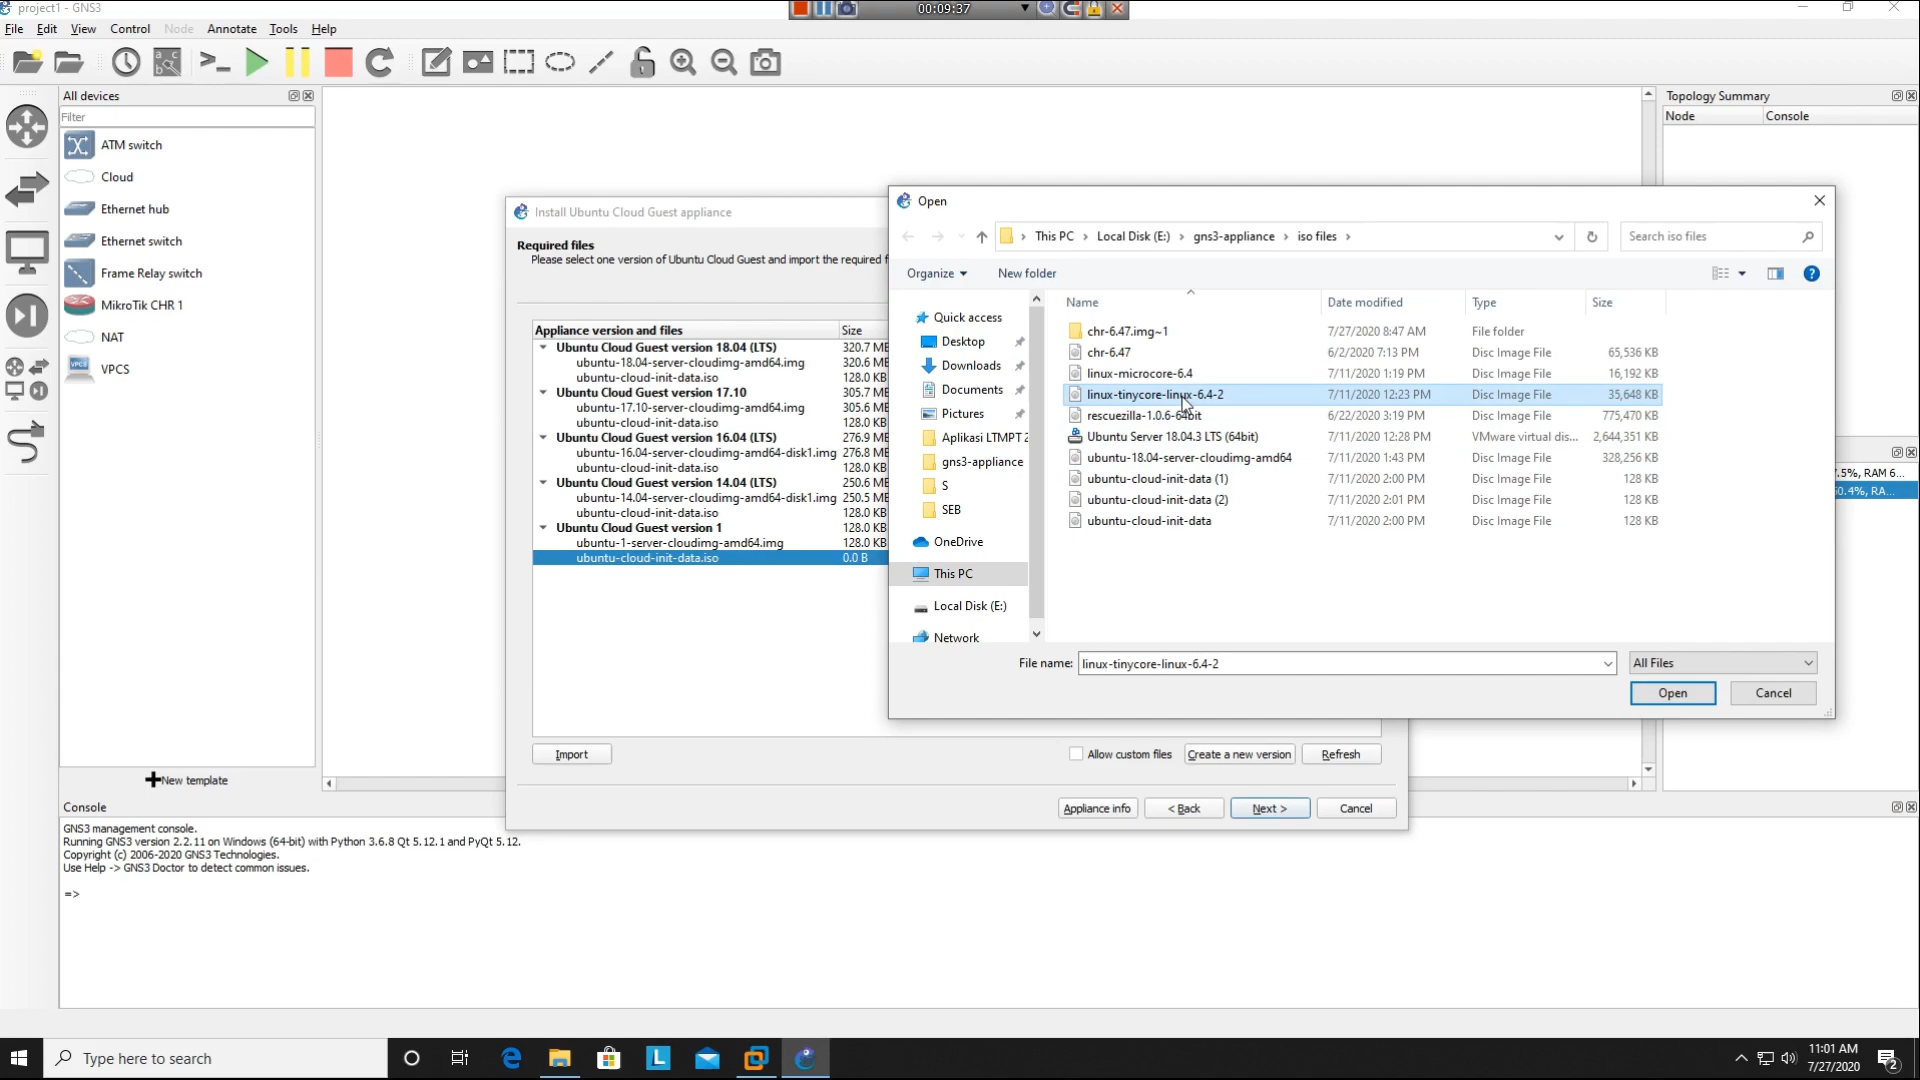 project1 - GNS3
00:09:37
File Edit View Control Node Annotate Tools Help
All devices
Filter
ATM switch
Cloud
Ethernet hub
Ethernet switch
Frame Relay switch
MikroTik CHR 1
NAT
VPCS
New template
Topology Summary
Node Console
.5%, RAM 6...
0.4%, RA...
Install Ubuntu Cloud Guest appliance
Required files
Please select one version of Ubuntu Cloud Guest and import the required f
Appliance version and files Size
Ubuntu Cloud Guest version 18.04 (LTS) 320.7 ME
ubuntu-18.04-server-cloudimg-amd64.img 320.6 ME
ubuntu-cloud-init-data.iso 128.0 KB
Ubuntu Cloud Guest version 17.10 305.7 ME
ubuntu-17.10-server-cloudimg-amd64.img 305.6 ME
ubuntu-cloud-init-data.iso 128.0 KB
Ubuntu Cloud Guest version 16.04 (LTS) 276.9 ME
ubuntu-16.04-server-cloudimg-amd64-disk1.img 276.8 ME
ubuntu-cloud-init-data.iso 128.0 KB
Ubuntu Cloud Guest version 14.04 (LTS) 250.6 ME
ubuntu-14.04-server-cloudimg-amd64-disk1.img 250.5 ME
ubuntu-cloud-init-data.iso 128.0 KB
Ubuntu Cloud Guest version 1 128.0 KB
ubuntu-1-server-cloudimg-amd64.img 128.0 KB
ubuntu-cloud-init-data.iso 0.0 B
Import Allow custom files Create a new version Refresh
Appliance info < Back Next > Cancel
Open
This PC Local Disk (E:) gns3-appliance iso files
Search iso files
Organize New folder
Quick access
Desktop
Downloads
Documents
Pictures
Aplikasi LTMPT 2
gns3-appliance
S
SEB
OneDrive
This PC
Local Disk (E:)
Network
Name Date modified Type Size
chr-6.47.img~1 7/27/2020 8:47 AM File folder
chr-6.47 6/2/2020 7:13 PM Disc Image File 65,536 KB
linux-microcore-6.4 7/11/2020 1:19 PM Disc Image File 16,192 KB
linux-tinycore-linux-6.4-2 7/11/2020 12:23 PM Disc Image File 35,648 KB
rescuezilla-1.0.6-64bit 6/22/2020 3:19 PM Disc Image File 775,470 KB
Ubuntu Server 18.04.3 LTS (64bit) 7/11/2020 12:28 PM VMware virtual dis... 2,644,351 KB
ubuntu-18.04-server-cloudimg-amd64 7/11/2020 1:43 PM Disc Image File 328,256 KB
ubuntu-cloud-init-data (1) 7/11/2020 2:00 PM Disc Image File 128 KB
ubuntu-cloud-init-data (2) 7/11/2020 2:01 PM Disc Image File 128 KB
ubuntu-cloud-init-data 7/11/2020 2:00 PM Disc Image File 128 KB
File name: linux-tinycore-linux-6.4-2 All Files
Open Cancel
Console
GNS3 management console.
Running GNS3 version 2.2.11 on Windows (64-bit) with Python 3.6.8 Qt 5.12.1 and PyQt 5.12.
Copyright (c) 2006-2020 GNS3 Technologies.
Use Help -> GNS3 Doctor to detect common issues.
=>
Type here to search
11:01 AM
7/27/2020
2